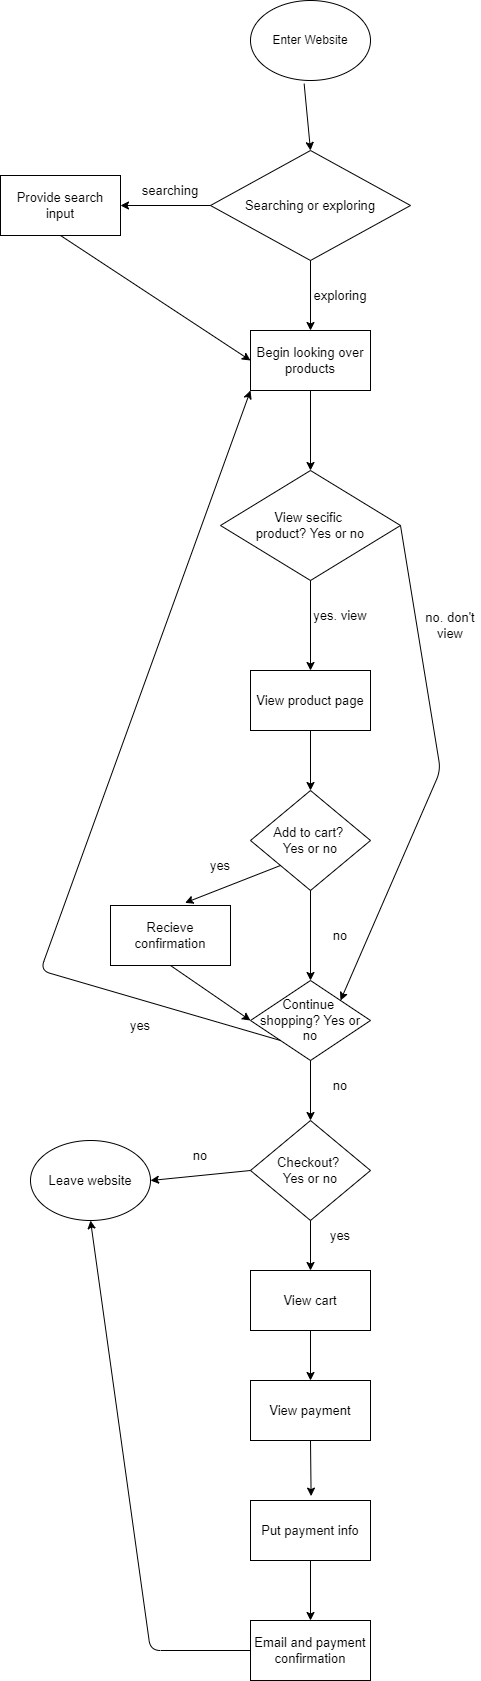 Enter Website
Searching or exploring
searching
Provide search
input
exploring
Begin looking over
products
View secific
product? Yes or no
yes. view
no. don't
view
View product page
Add to cart?
Yes or no
yes
Recieve
confirmation
no
Continue
shopping? Yes or
no
yes
no
Checkout?
Yes or no
no
Leave website
yes
View cart
View payment
Put payment info
Email and payment
confirmation